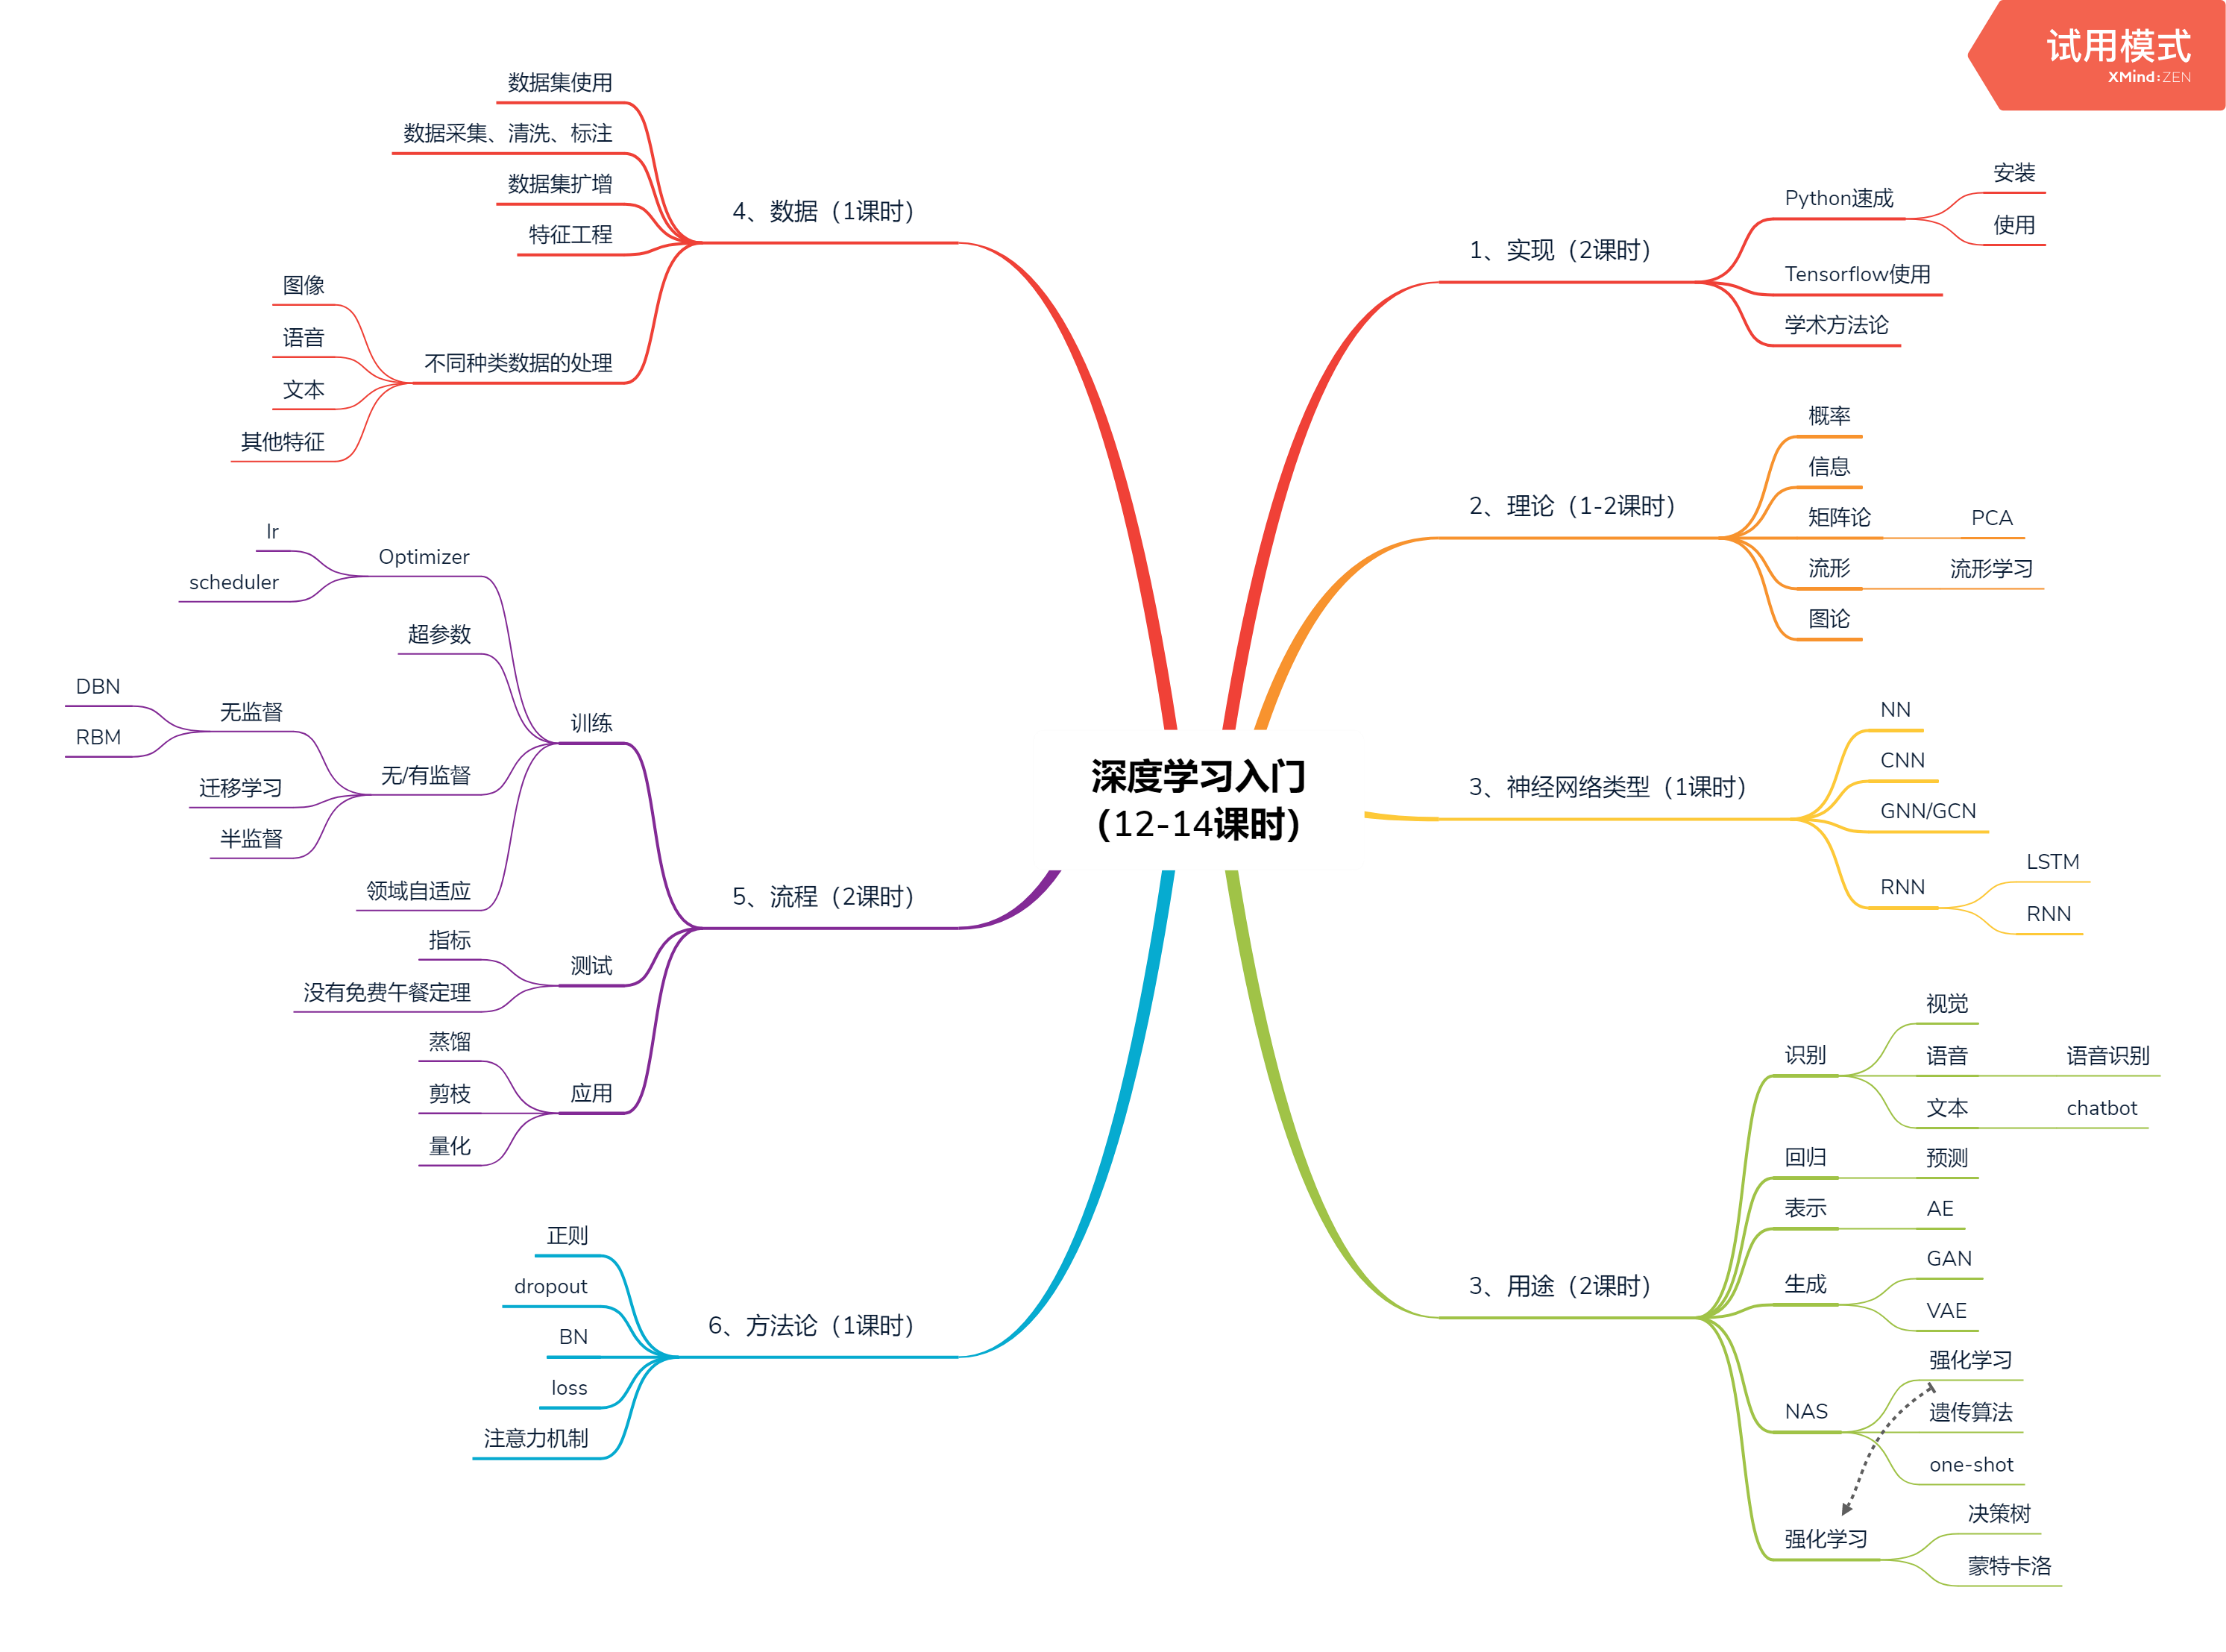 试用模式
XMind:ZEN
深度学习入门
（12-14课时）
1、实现（2课时）
Python速成
安装
使用
Tensorflow使用
学术方法论
2、理论（1-2课时）
概率
信息
矩阵论
PCA
流形
流形学习
图论
3、神经网络类型（1课时）
NN
CNN
GNN/GCN
RNN
LSTM
RNN
3、用途（2课时）
识别
视觉
语音
语音识别
文本
chatbot
回归
预测
表示
AE
生成
GAN
VAE
NAS
强化学习
遗传算法
one-shot
强化学习
决策树
蒙特卡洛
4、数据（1课时）
数据集使用
数据采集、清洗、标注
数据集扩增
特征工程
不同种类数据的处理
图像
语音
文本
其他特征
5、流程（2课时）
训练
Optimizer
lr
scheduler
超参数
无/有监督
无监督
DBN
RBM
迁移学习
半监督
领域自适应
测试
指标
没有免费午餐定理
应用
蒸馏
剪枝
量化
6、方法论（1课时）
正则
dropout
BN
loss
注意力机制